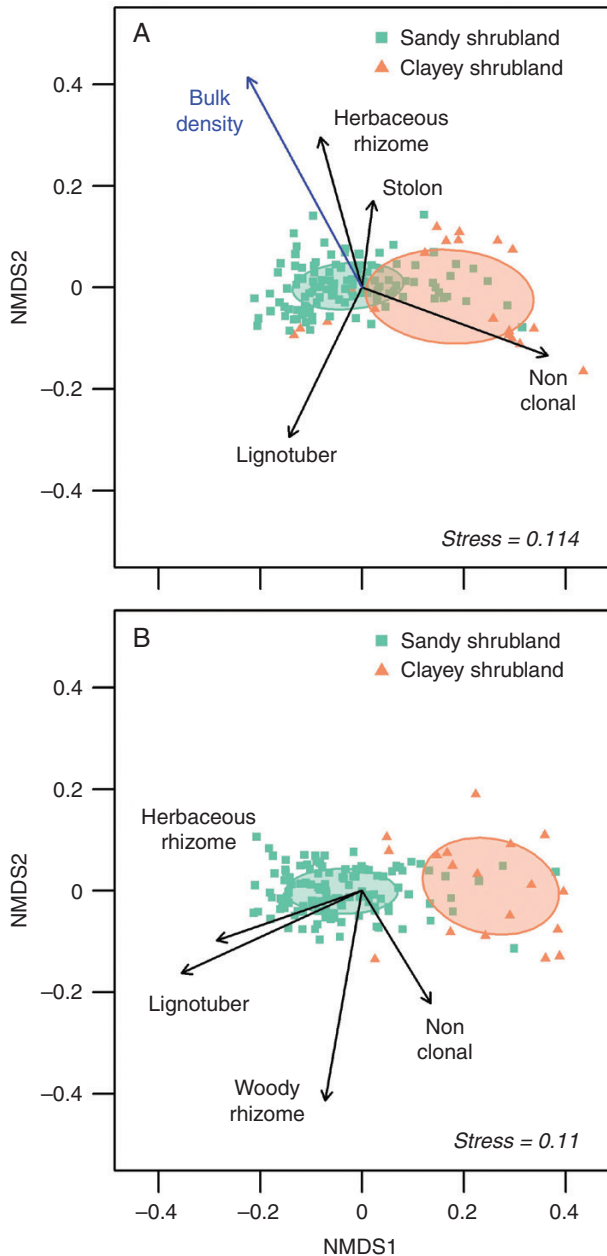 A
Sandy shrubland
Clayey shrubland
Bulk
density
Herbaceous
rhizome
Stolon
Non
clonal
Lignotuber
Stress = 0.114
0.4
0.2
0
−0.2
−0.4
NMDS2
B
Sandy shrubland
Clayey shrubland
Herbaceous
rhizome
Lignotuber
Woody
rhizome
Non
clonal
Stress = 0.11
0.4
0.2
0
−0.2
−0.4
NMDS2
−0.4
−0.2
0
0.2
0.4
NMDS1